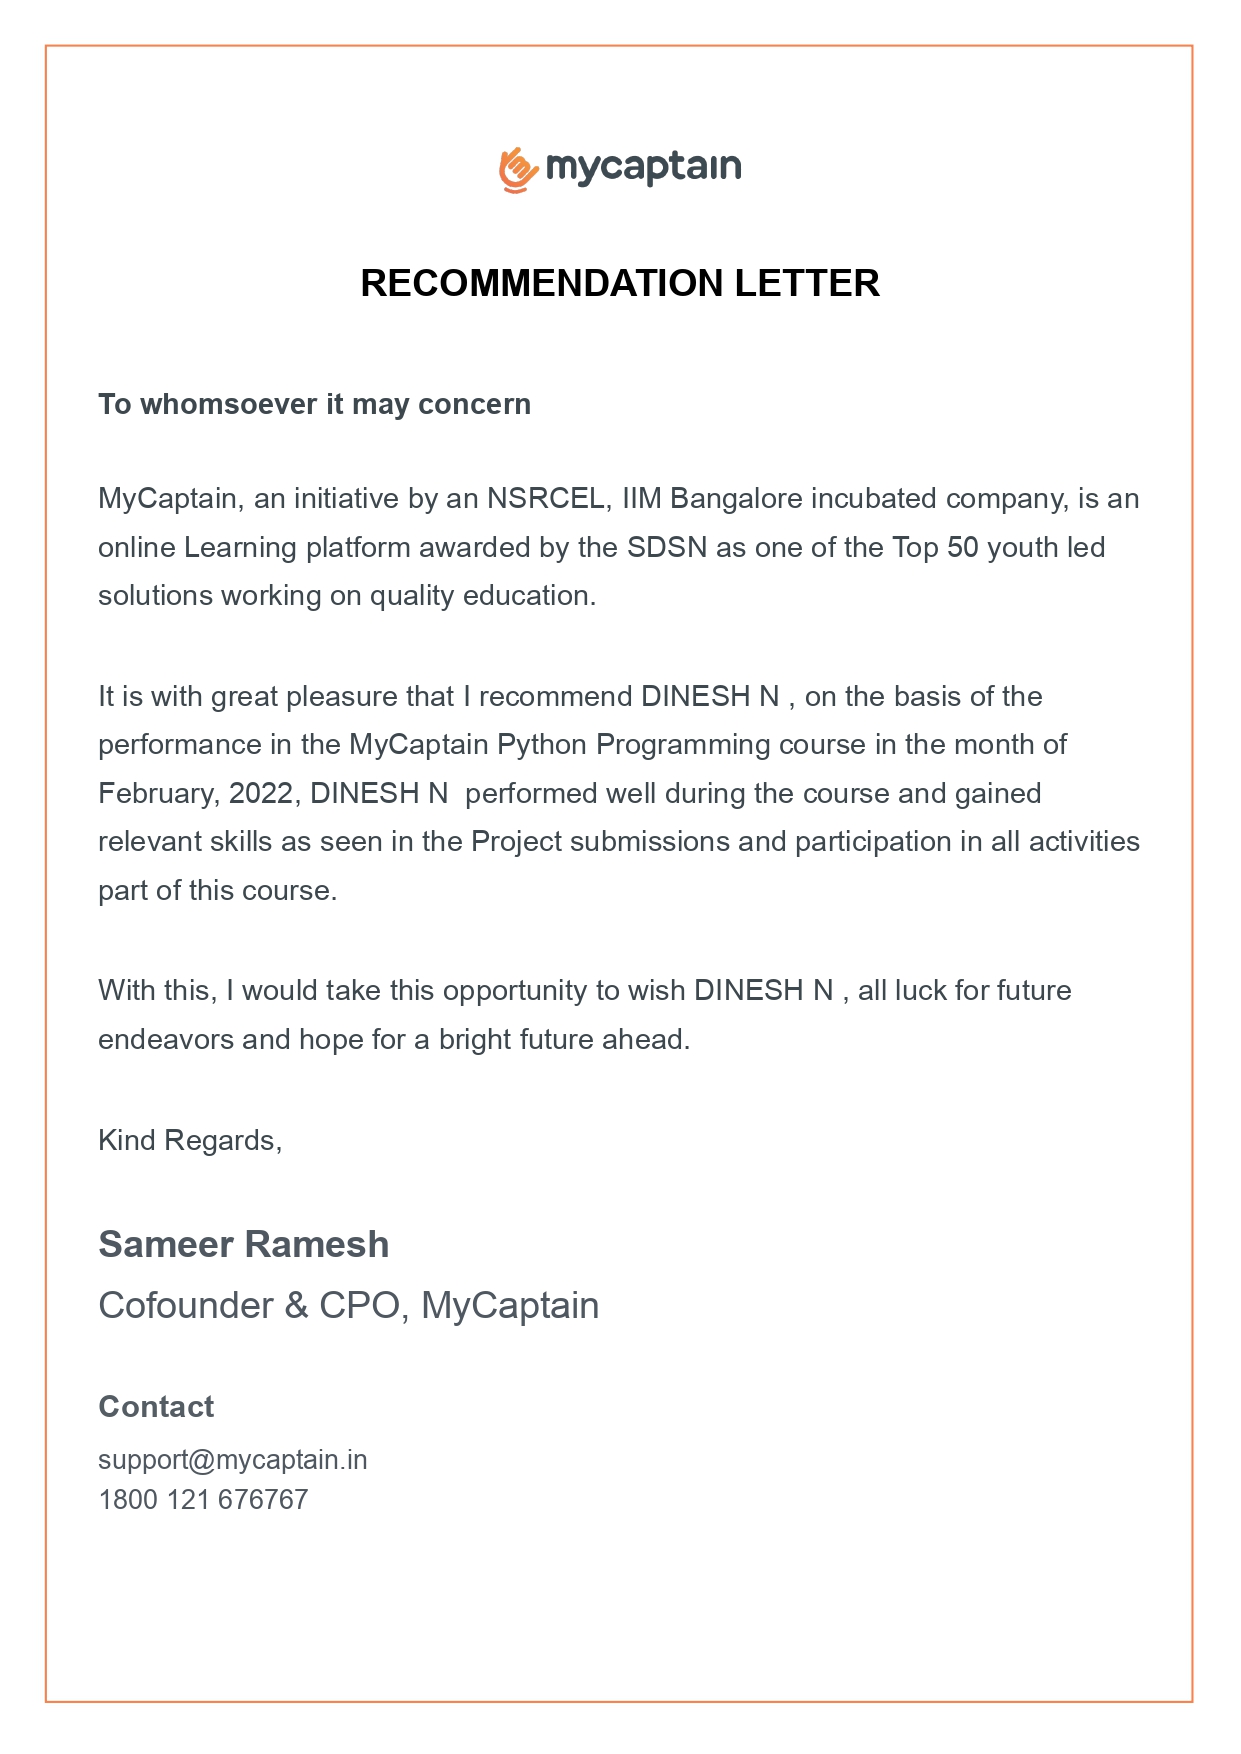 mycaptain
RECOMMENDATION LETTER
To whomsoever it may concern
MyCaptain, an initiative by an NSRCEL, IIM Bangalore incubated company, is an
online Learning platform awarded by the SDSN as one of the Top 50 youth led
solutions working on quality education.
It is with great pleasure that I recommend DINESH N , on the basis of the
performance in the MyCaptain Python Programming course in the month of
February, 2022, DINESH N  performed well during the course and gained
relevant skills as seen in the Project submissions and participation in all activities
part of this course.
With this, I would take this opportunity to wish DINESH N , all luck for future
endeavors and hope for a bright future ahead.
Kind Regards,
Sameer Ramesh
Cofounder & CPO, MyCaptain
Contact
support@mycaptain.in
1800 121 676767